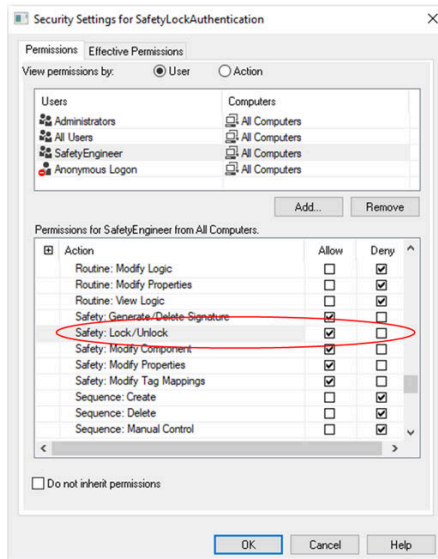 Security Settings for SafetyLockAuthentication
Permissions Effective Permissions
View permissions by: User Action
Users Computers
Administrators All Computers
All Users All Computers
SafetyEngineer All Computers
Anonymous Logon All Computers
Add... Remove
Permissions for SafetyEngineer from All Computers.
Action Allow Deny
Routine: Modify Logic
Routine: Modify Properties
Routine: View Logic
Safety: Generate/Delete Signature
Safety: Lock/Unlock
Safety: Modify Component
Safety: Modify Properties
Safety: Modify Tag Mappings
Sequence: Create
Sequence: Delete
Sequence: Manual Control
Do not inherit permissions
OK Cancel Help